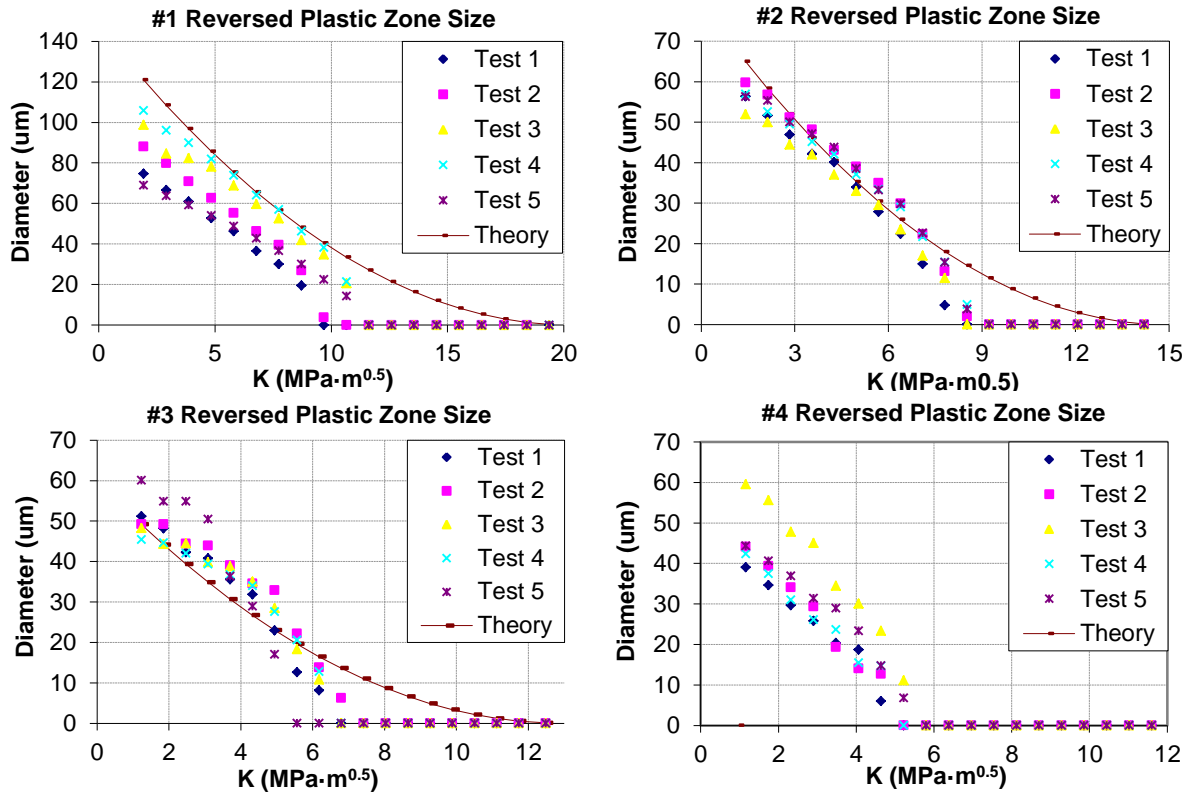 #1 Reversed Plastic Zone Size
140
120
100
80
60
40
20
0
Diameter (um)
0 5 10 15 20
K (MPa·m0.5)
Test 1
Test 2
Test 3
Test 4
Test 5
Theory
#2 Reversed Plastic Zone Size
70
60
50
40
30
20
10
0
Diameter (um)
0 3 6 9 12 15
K (MPa·m0.5)
Test 1
Test 2
Test 3
Test 4
Test 5
Theory
#3 Reversed Plastic Zone Size
70
60
50
40
30
20
10
0
Diameter (um)
0 2 4 6 8 10 12
K (MPa·m0.5)
Test 1
Test 2
Test 3
Test 4
Test 5
Theory
#4 Reversed Plastic Zone Size
70
60
50
40
30
20
10
0
Diameter (um)
0 2 4 6 8 10 12
K (MPa·m0.5)
Test 1
Test 2
Test 3
Test 4
Test 5
Theory